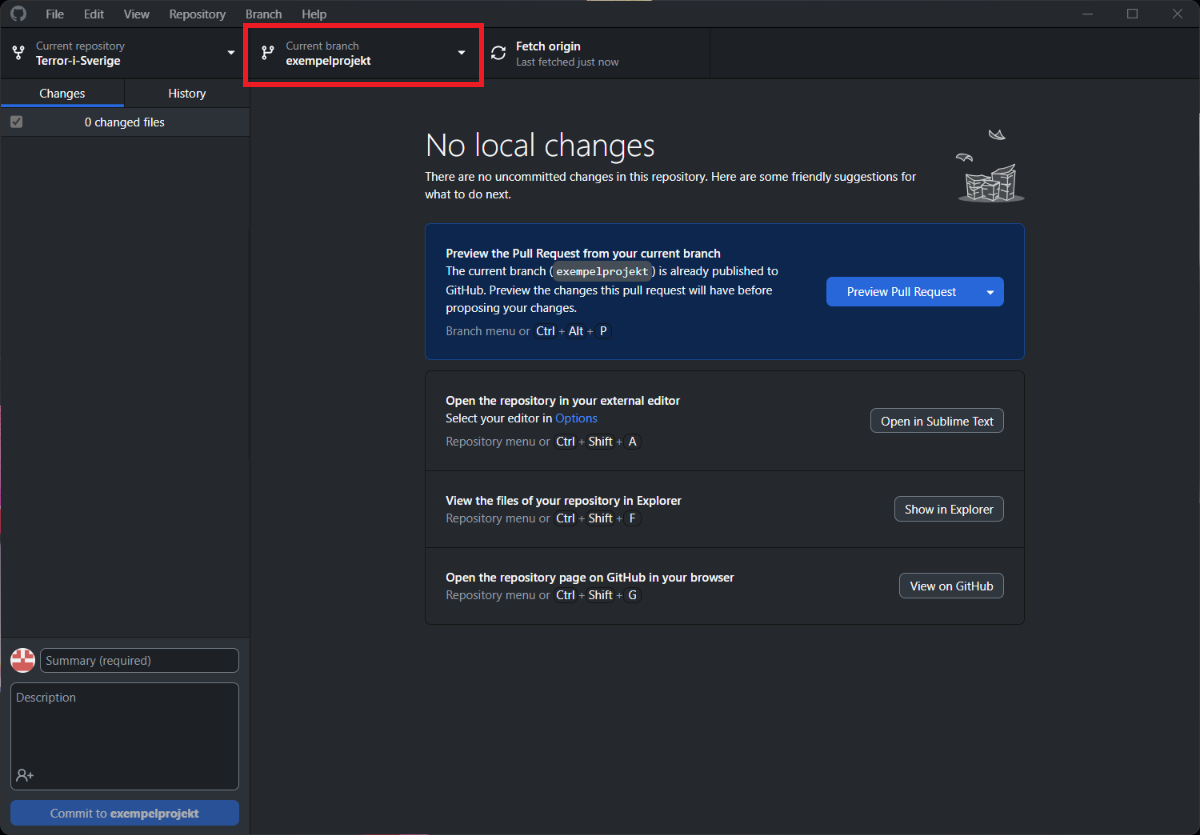 File Edit View Repository Branch Help
Current repository
Terror-i-Sverige
Current branch
exempelprojekt
Fetch origin
Last fetched just now
Changes
History
0 changed files
No local changes
There are no uncommitted changes in this repository. Here are some friendly suggestions for
what to do next.
Preview the Pull Request from your current branch
The current branch (exempelprojekt) is already published to
GitHub. Preview the changes this pull request will have before
proposing your changes.
Branch menu or Ctrl + Alt + P
Preview Pull Request
Open the repository in your external editor
Select your editor in Options
Repository menu or Ctrl + Shift + A
Open in Sublime Text
View the files of your repository in Explorer
Repository menu or Ctrl + Shift + F
Show in Explorer
Open the repository page on GitHub in your browser
Repository menu or Ctrl + Shift + G
View on GitHub
Summary (required)
Description
Commit to exempelprojekt